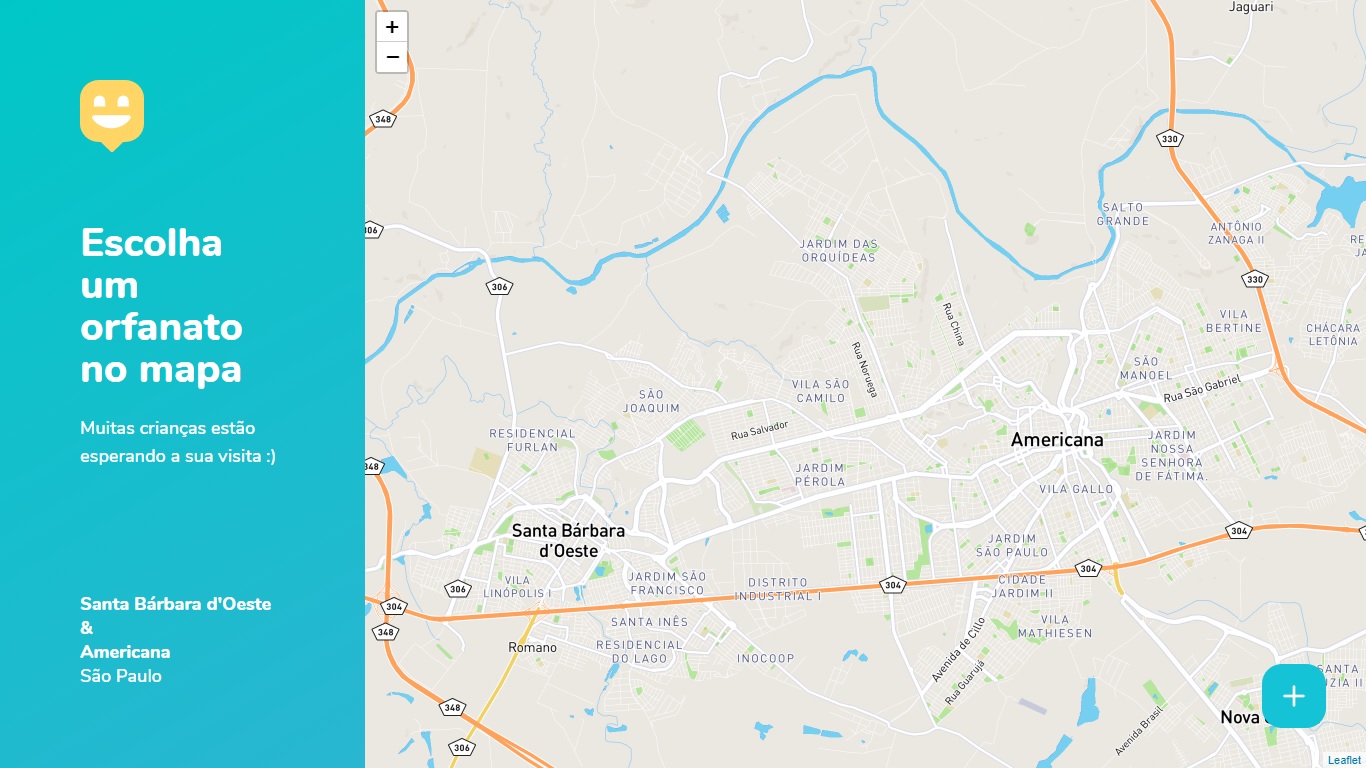 Escolha
um
orfanato
no mapa
Muitas crianças estão
esperando a sua visita :)
Santa Bárbara d'Oeste
&
Americana
São Paulo
+
−
Jaguari
348
330
306
SALTO
GRANDE
ANTÔNIO
ZANAGA II
JARDIM DAS
ORQUÍDEAS
306
330
Rua China
VILA
BERTINE
CHÁCARA
LETÔNIA
Rua Noruega
SÃO
MANOEL
Rua São Gabriel
VILA SÃO
CAMILO
SÃO
JOAQUIM
Rua Salvador
RESIDENCIAL
FURLAN
Americana
JARDIM
NOSSA
SENHORA
DE FÁTIMA.
348
JARDIM
PÉROLA
VILA GALLO
Santa Bárbara
d'Oeste
304
JARDIM
SÃO PAULO
304
VILA
LINÓPOLIS I
306
JARDIM SÃO
FRANCISCO
DISTRITO
INDUSTRIAL I
304
CIDADE
JARDIM II
304
348
SANTA INÊS
VILA
MATHIESEN
Romano
RESIDENCIAL
DO LAGO
INOCOOP
Avenida de Cillo
Rua Guarujá
SANTA
348
306
Avenida Brasil
Nova
+
Leaflet